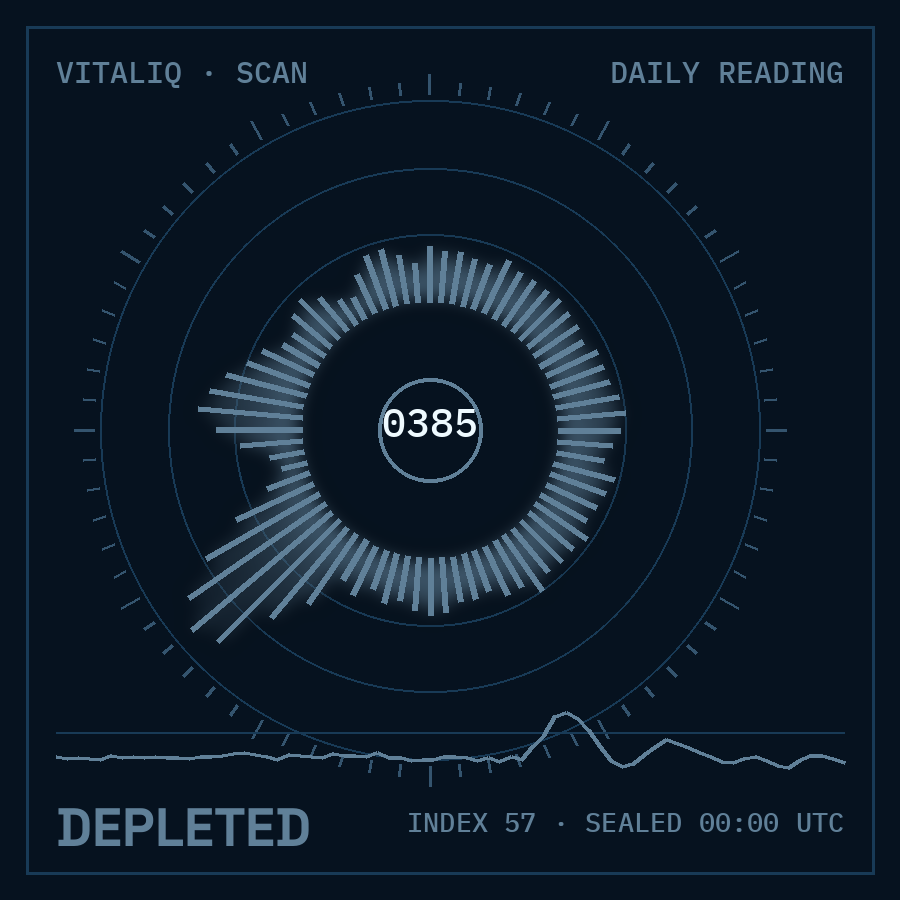 VITALIQ · SCAN
DAILY READING
0385
DEPLETED
INDEX 57 · SEALED 00:00 UTC